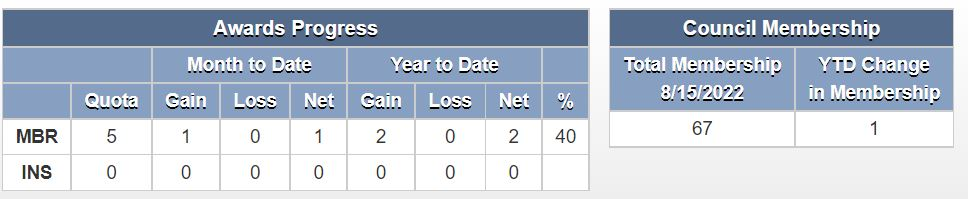 Awards Progress
Month to Date Year to Date
Quota Gain Loss Net Gain Loss Net %
MBR 5 1 0 1 2 0 2 40
INS 0 0 0 0 0 0 0
Council Membership
Total Membership 8/15/2022 YTD Change in Membership
67 1